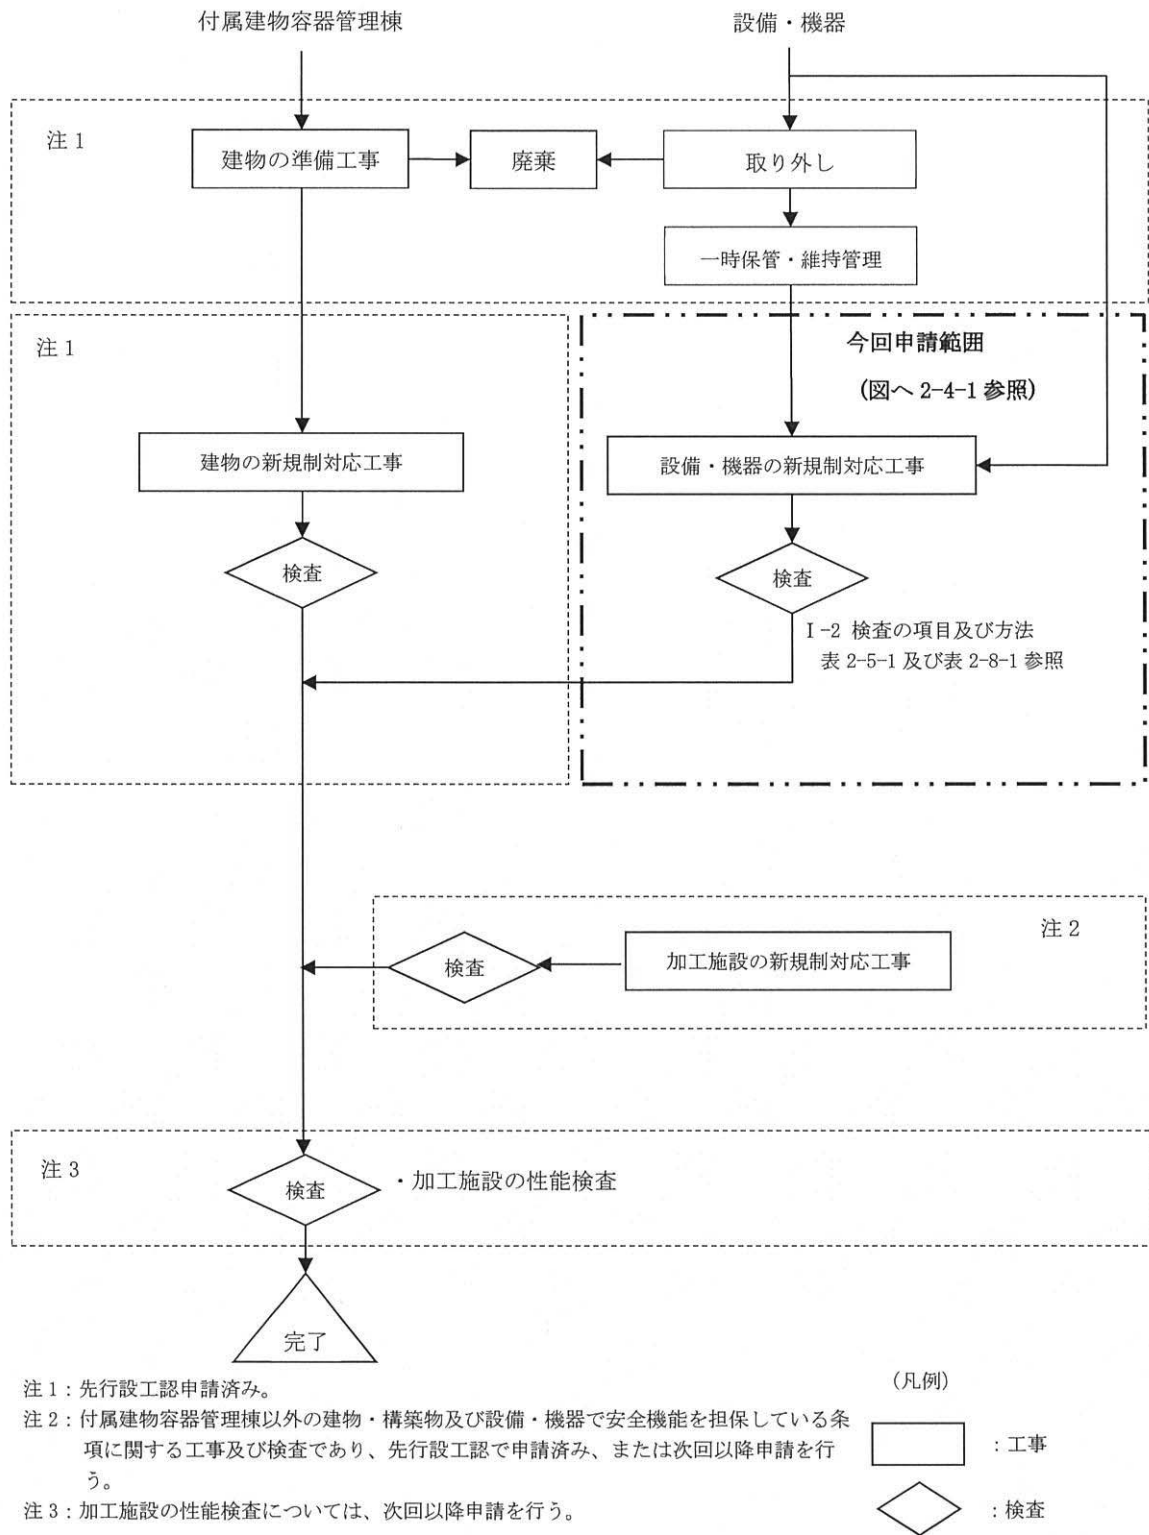 付属建物容器管理棟
設備・機器
注 1
建物の準備工事
廃棄
取り外し
一時保管・維持管理
注 1
今回申請範囲
(図へ 2-4-1 参照)
建物の新規制対応工事
設備・機器の新規制対応工事
検査
検査
Ⅰ-2 検査の項目及び方法
表 2-5-1 及び表 2-8-1 参照
注 2
検査
加工施設の新規制対応工事
注 3
検査
・加工施設の性能検査
完了
注 1：先行設工認申請済み。
注 2：付属建物容器管理棟以外の建物・構築物及び設備・機器で安全機能を担保している条
項に関する工事及び検査であり、先行設工認で申請済み、または次回以降申請を行
う。
注 3：加工施設の性能検査については、次回以降申請を行う。
(凡例)
：工事
：検査